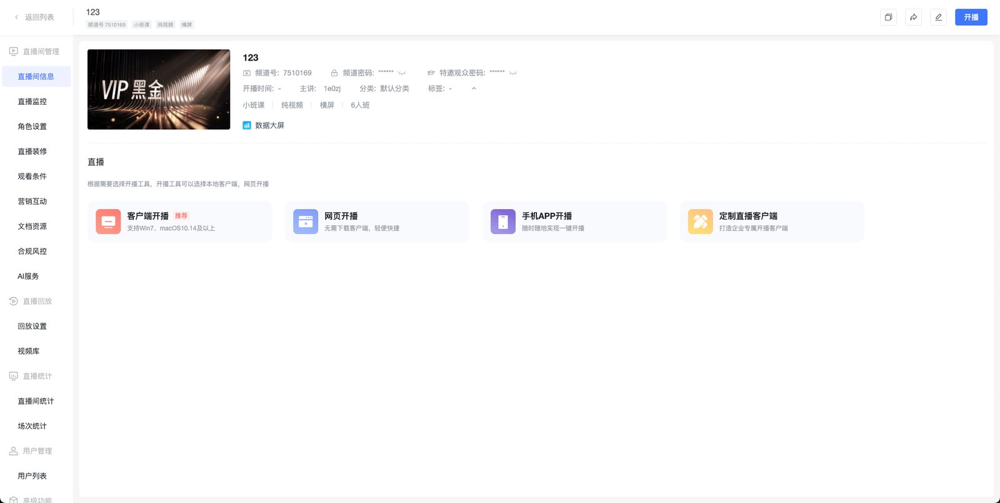 返回列表
123
频道号 7510169 小班课 纯视频 横屏
开播
直播间管理
直播间信息
直播监控
角色设置
直播装修
观看条件
营销互动
文档资源
合规风控
AI服务
直播回放
回放设置
视频库
直播统计
直播间统计
场次统计
用户管理
用户列表
高级功能
VIP 黑金
123
频道号: 7510169 频道密码: ****** 特邀观众密码: ******
开播时间: - 主讲: 1e0zj 分类: 默认分类 标签: -
小班课 纯视频 横屏 6人班
数据大屏
直播
根据需要选择开播工具，开播工具可以选择本地客户端，网页开播
客户端开播 推荐
支持Win7、macOS10.14及以上
网页开播
无需下载客户端，轻便快捷
手机APP开播
随时随地实现一键开播
定制直播客户端
打造企业专属开播客户端